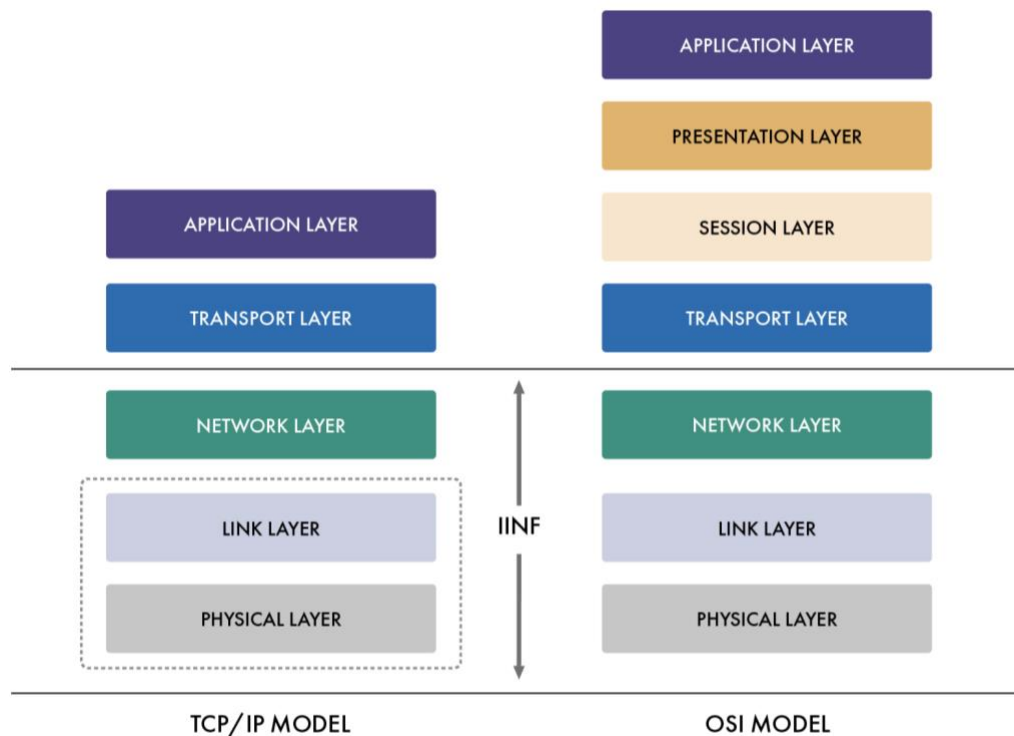 APPLICATION LAYER
PRESENTATION LAYER
APPLICATION LAYER
SESSION LAYER
TRANSPORT LAYER
TRANSPORT LAYER
NETWORK LAYER
NETWORK LAYER
LINK LAYER
IINF
LINK LAYER
PHYSICAL LAYER
PHYSICAL LAYER
TCP/IP MODEL
OSI MODEL